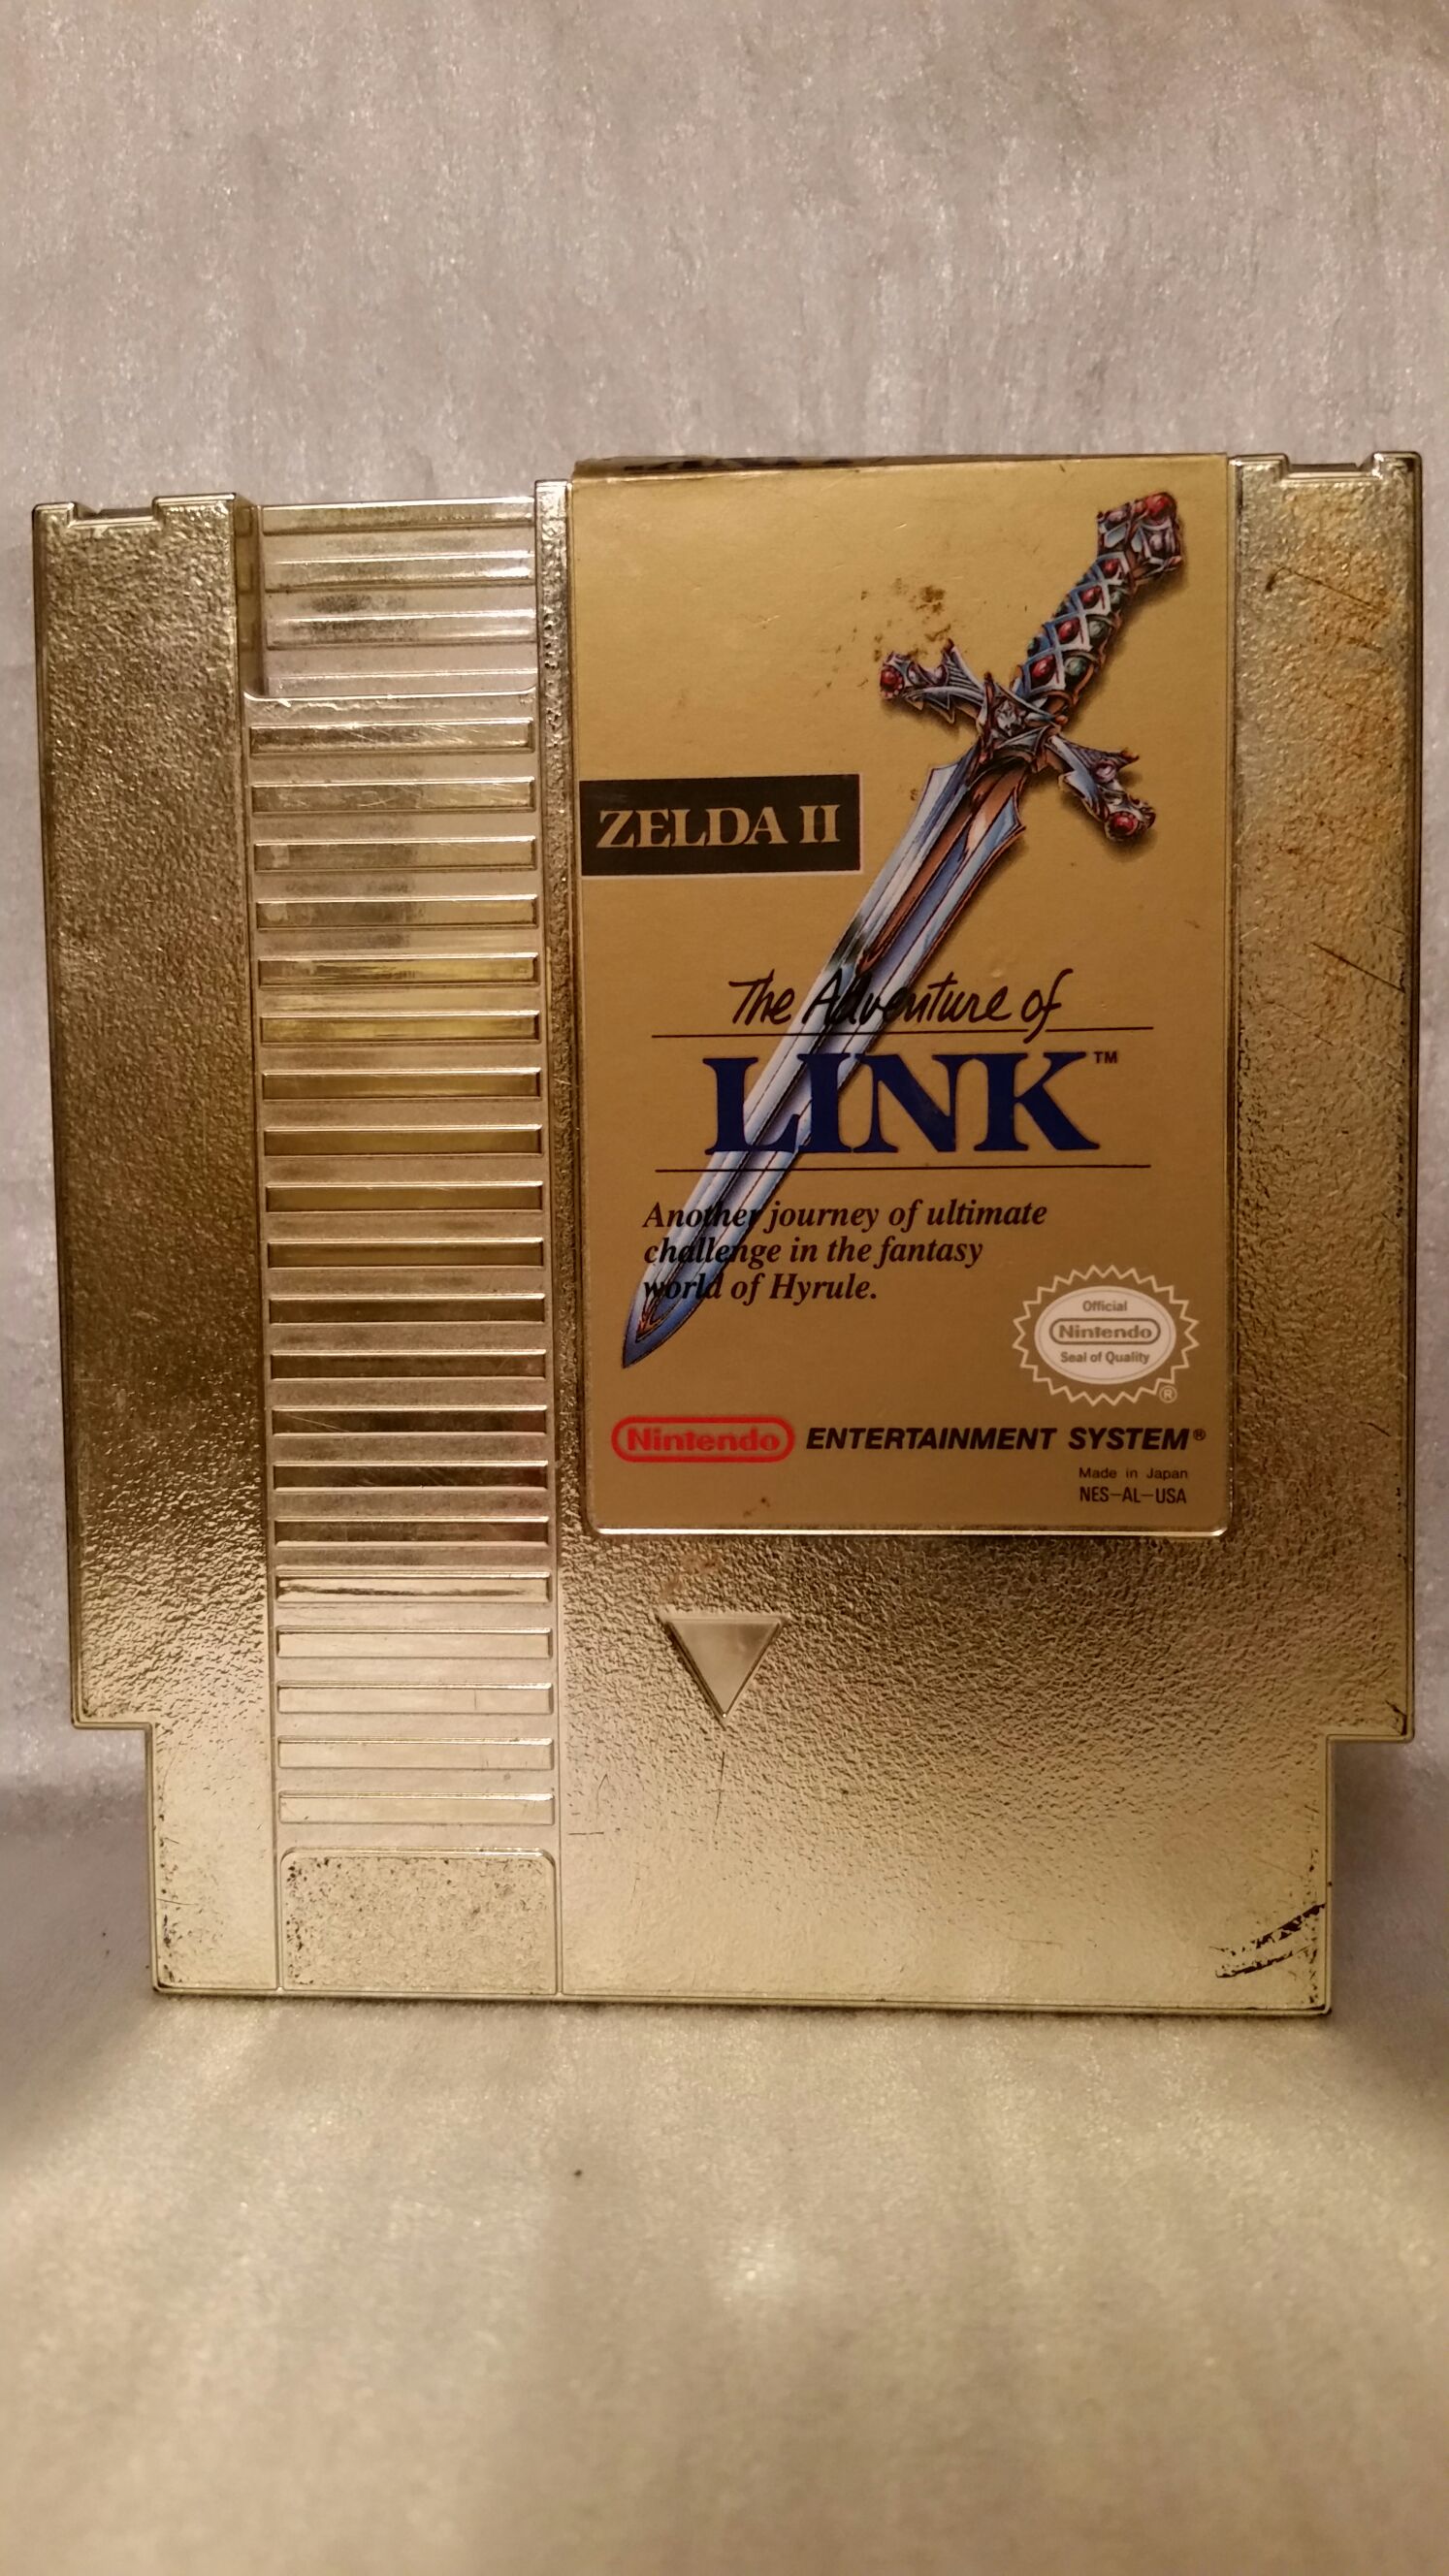 ZELDA II
The Adventure of
LINK™
Another journey of ultimate
challenge in the fantasy
world of Hyrule.
Official
Nintendo
Seal of Quality
®
Nintendo ENTERTAINMENT SYSTEM®
Made in Japan
NES-AL-USA